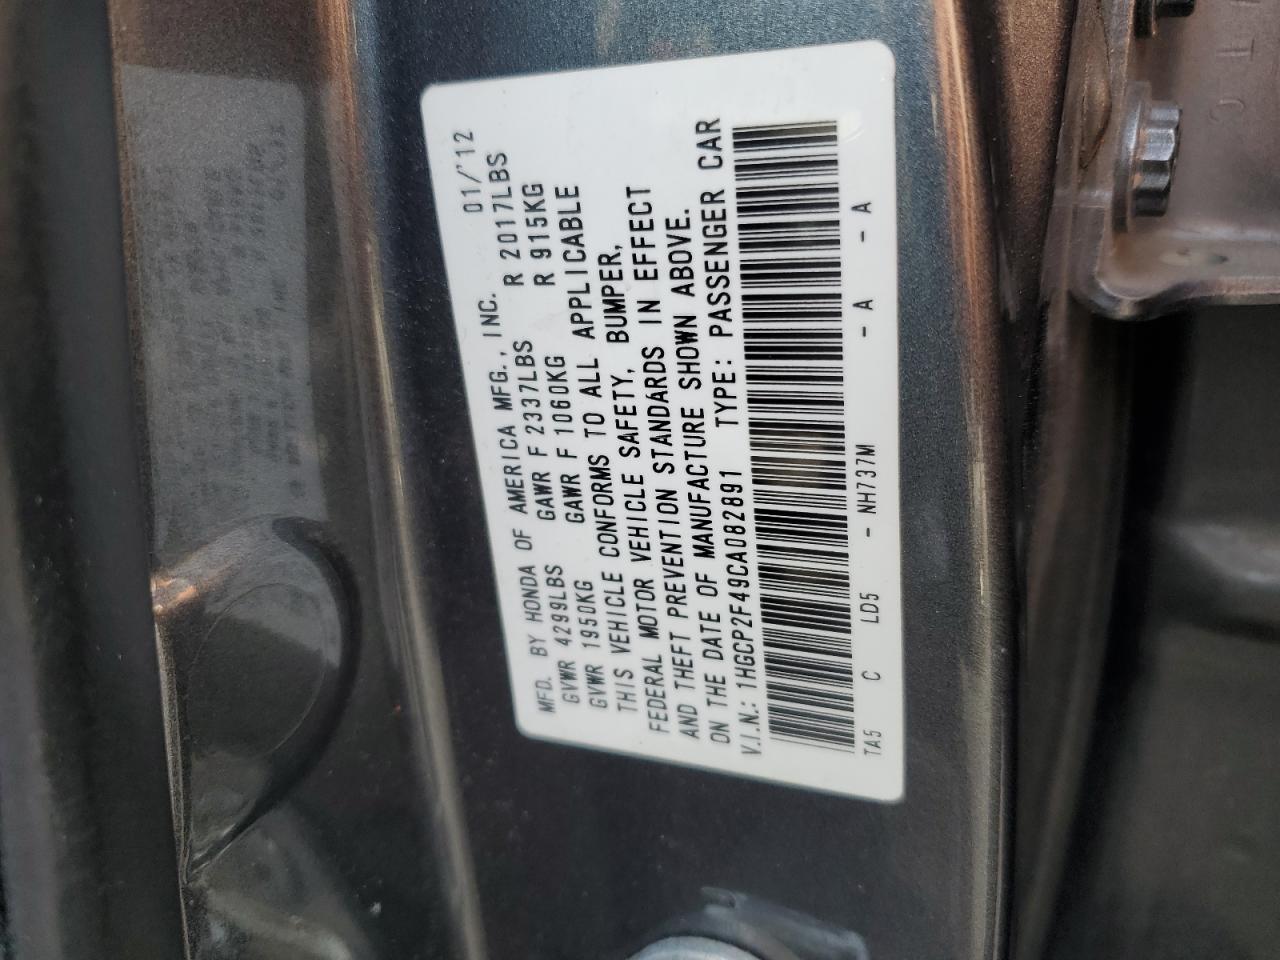 MFD. BY HONDA OF AMERICA MFG., INC. 01/'12
GVWR 4299LBS GAWR F 2337LBS R 2017LBS
GVWR 1950KG GAWR F 1060KG R 915KG
THIS VEHICLE CONFORMS TO ALL APPLICABLE
FEDERAL MOTOR VEHICLE SAFETY, BUMPER,
AND THEFT PREVENTION STANDARDS IN EFFECT
ON THE DATE OF MANUFACTURE SHOWN ABOVE.
V.I.N.: 1HGCP2F49CA082891 TYPE: PASSENGER CAR
TA5 C LD5 - NH737M - A - A